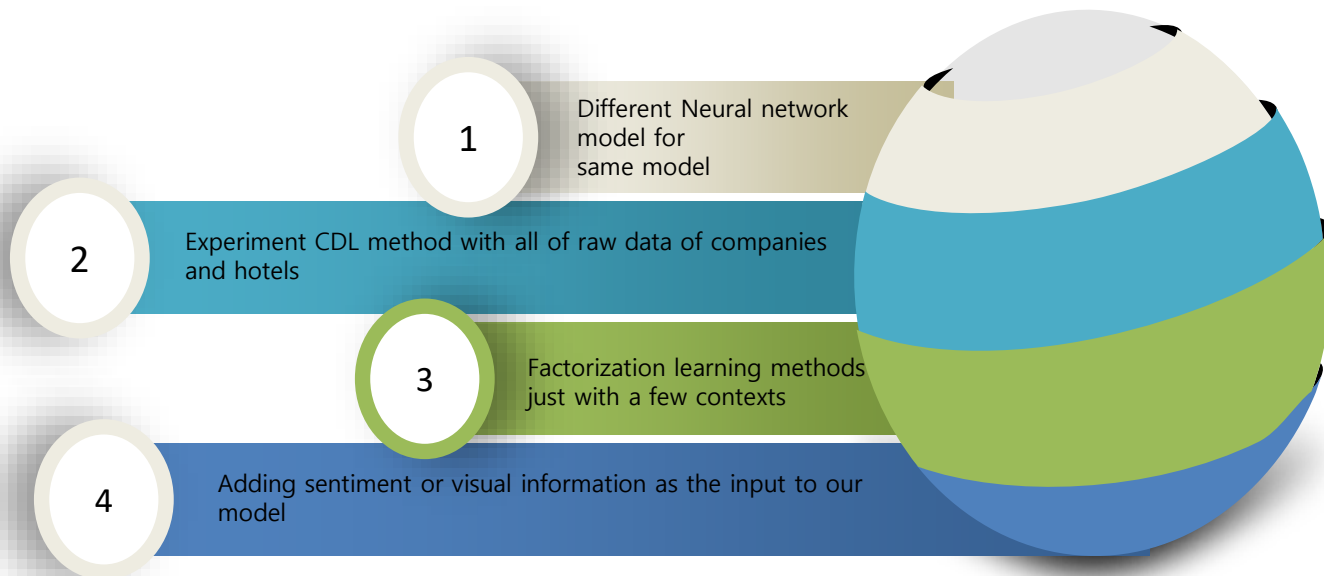 1
Different Neural network
model for
same model
2
Experiment CDL method with all of raw data of companies
and hotels
3
Factorization learning methods
just with a few contexts
4
Adding sentiment or visual information as the input to our
model